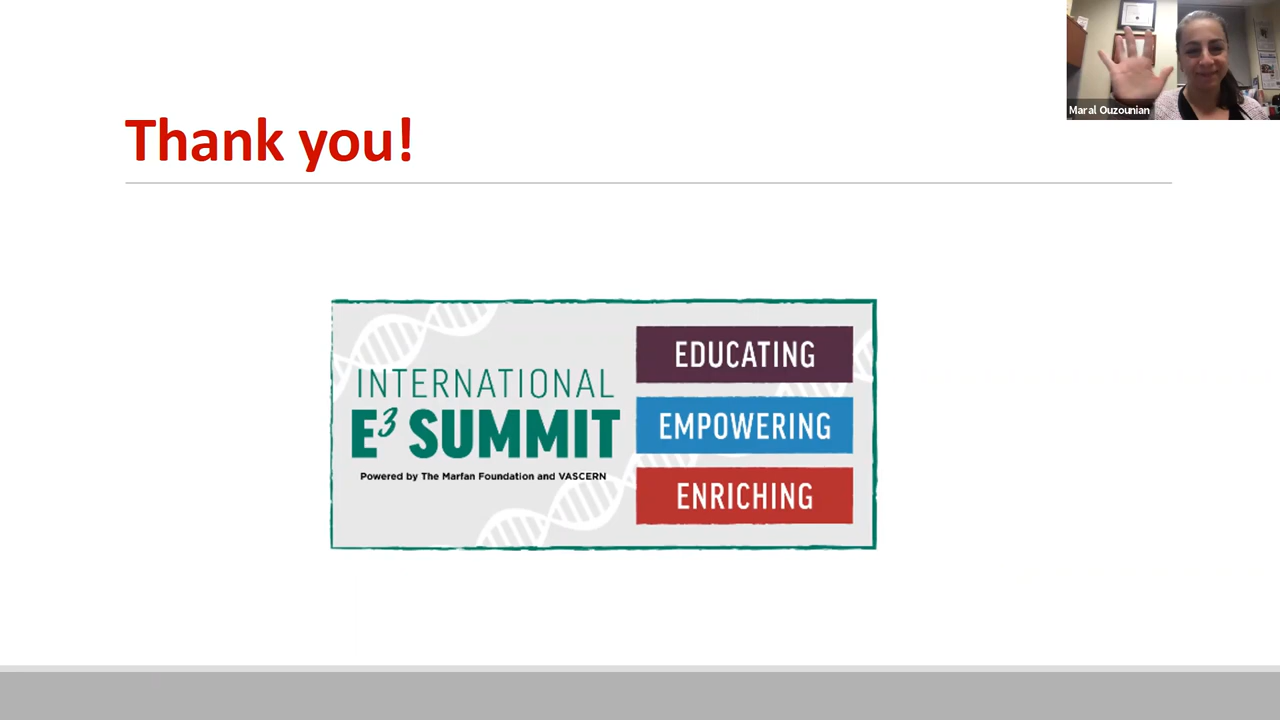 Maral Ouzounian
Thank you!
INTERNATIONAL
E³ SUMMIT
Powered by The Marfan Foundation and VASCERN
EDUCATING
EMPOWERING
ENRICHING